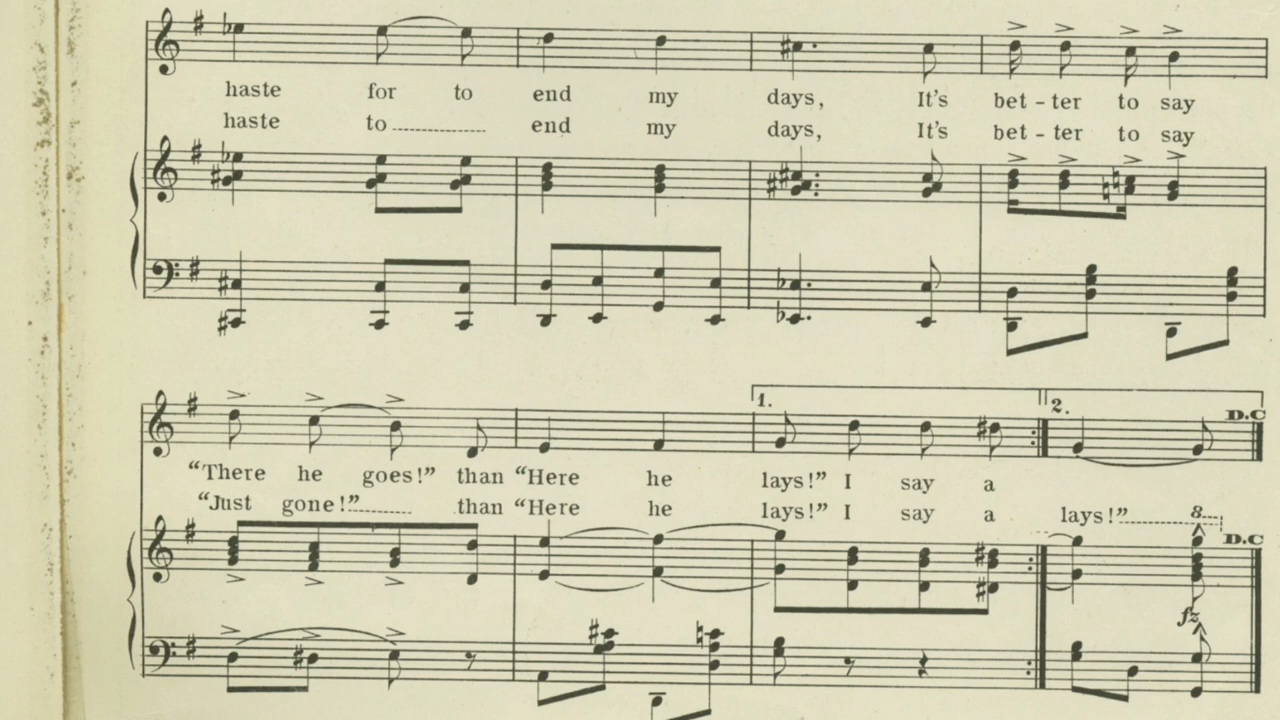 haste for to end my days, It's bet - ter to say
haste to end my days, It's bet - ter to say
1. 2. D.C
“There he goes!” than “Here he lays!” I say a
“Just gone!” than “Here he lays!” I say a lays!”
8
D.C
fz